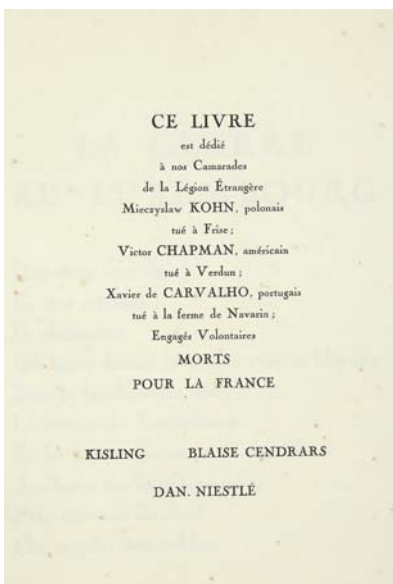 CE LIVRE
est dédié
à nos Camarades
de la Légion Étrangère
Mieczyslaw KOHN, polonais
tué à Frise ;
Victor CHAPMAN, américain
tué à Verdun ;
Xavier de CARVALHO, portugais
tué à la ferme de Navarin ;
Engagés Volontaires
MORTS
POUR LA FRANCE
KISLING BLAISE CENDRARS
DAN. NIESTLÉ